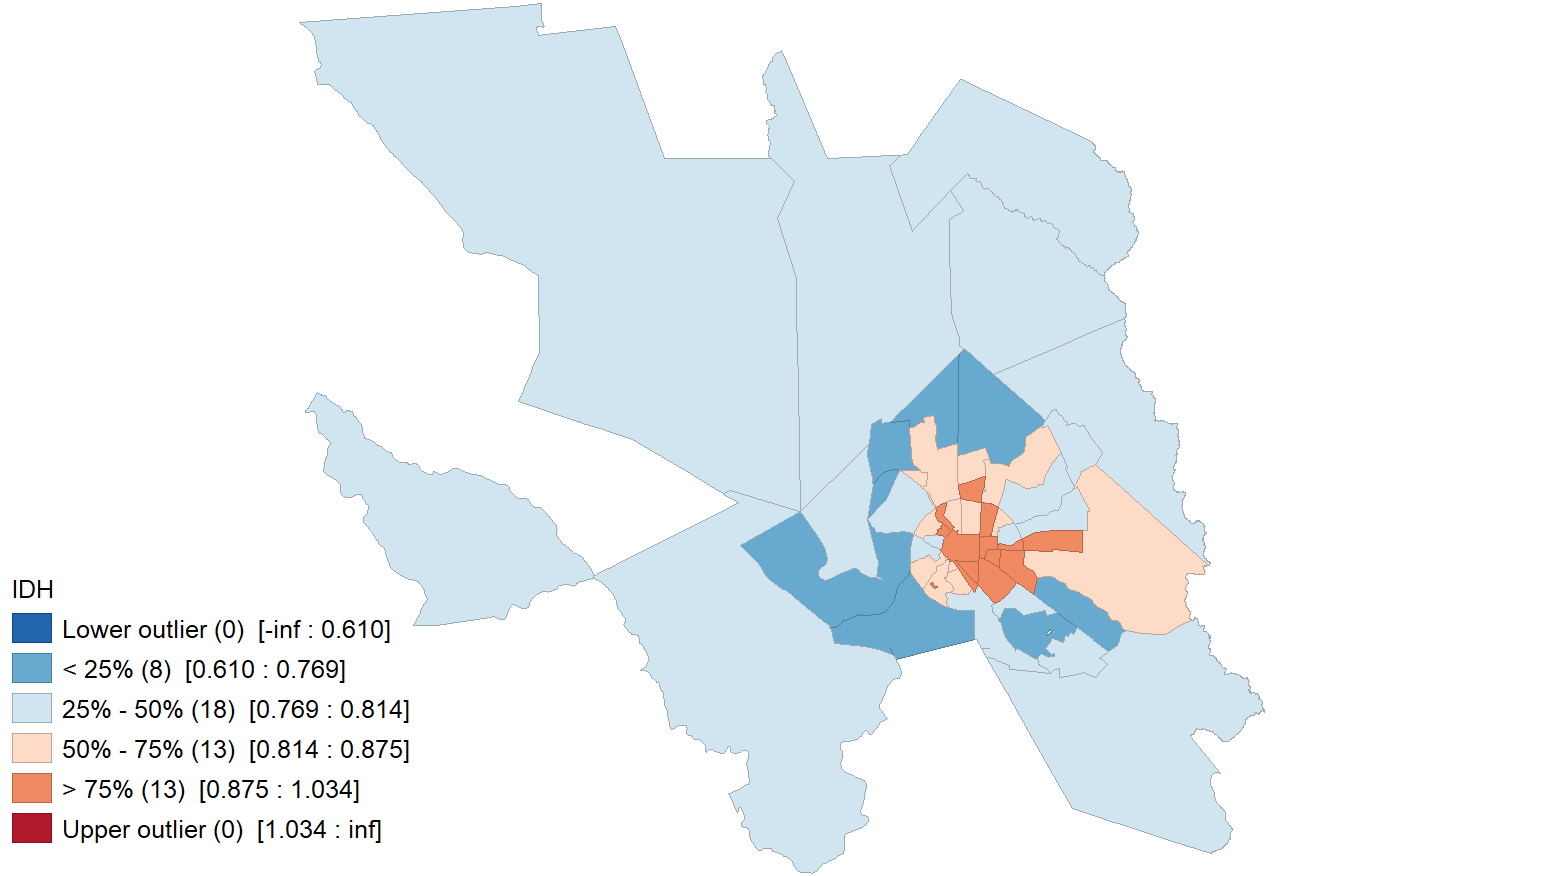 IDH
Lower outlier (0)  [-inf : 0.610]
< 25% (8)  [0.610 : 0.769]
25% - 50% (18)  [0.769 : 0.814]
50% - 75% (13)  [0.814 : 0.875]
> 75% (13)  [0.875 : 1.034]
Upper outlier (0)  [1.034 : inf]